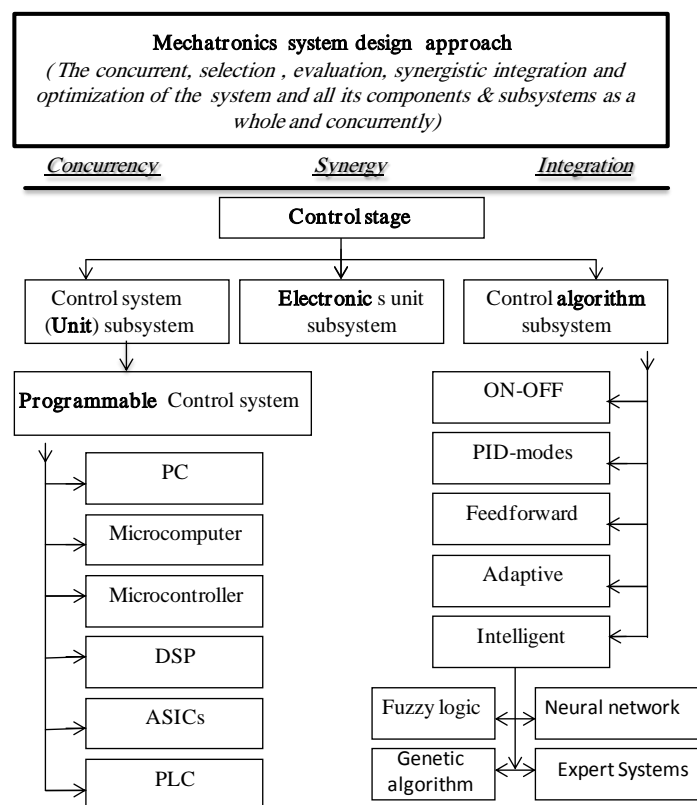 Mechatronics system design approach
( The concurrent, selection , evaluation, synergistic integration and
optimization of the system and all its components & subsystems as a
whole and concurrently)
Concurrency
Synergy
Integration
Control stage
Control system
(Unit) subsystem
Electronic s unit
subsystem
Control algorithm
subsystem
Programmable Control system
PC
Microcomputer
Microcontroller
DSP
ASICs
PLC
ON-OFF
PID-modes
Feedforward
Adaptive
Intelligent
Fuzzy logic
Neural network
Genetic
algorithm
Expert Systems